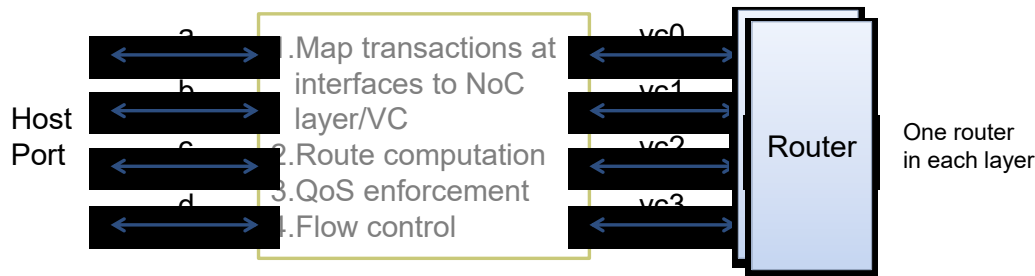 a
1.Map transactions at
interfaces to NoC
layer/VC
2.Route computation
3.QoS enforcement
4.Flow control
b
c
d
Host
Port
vc0
vc1
vc2
vc3
Router
One router
in each layer